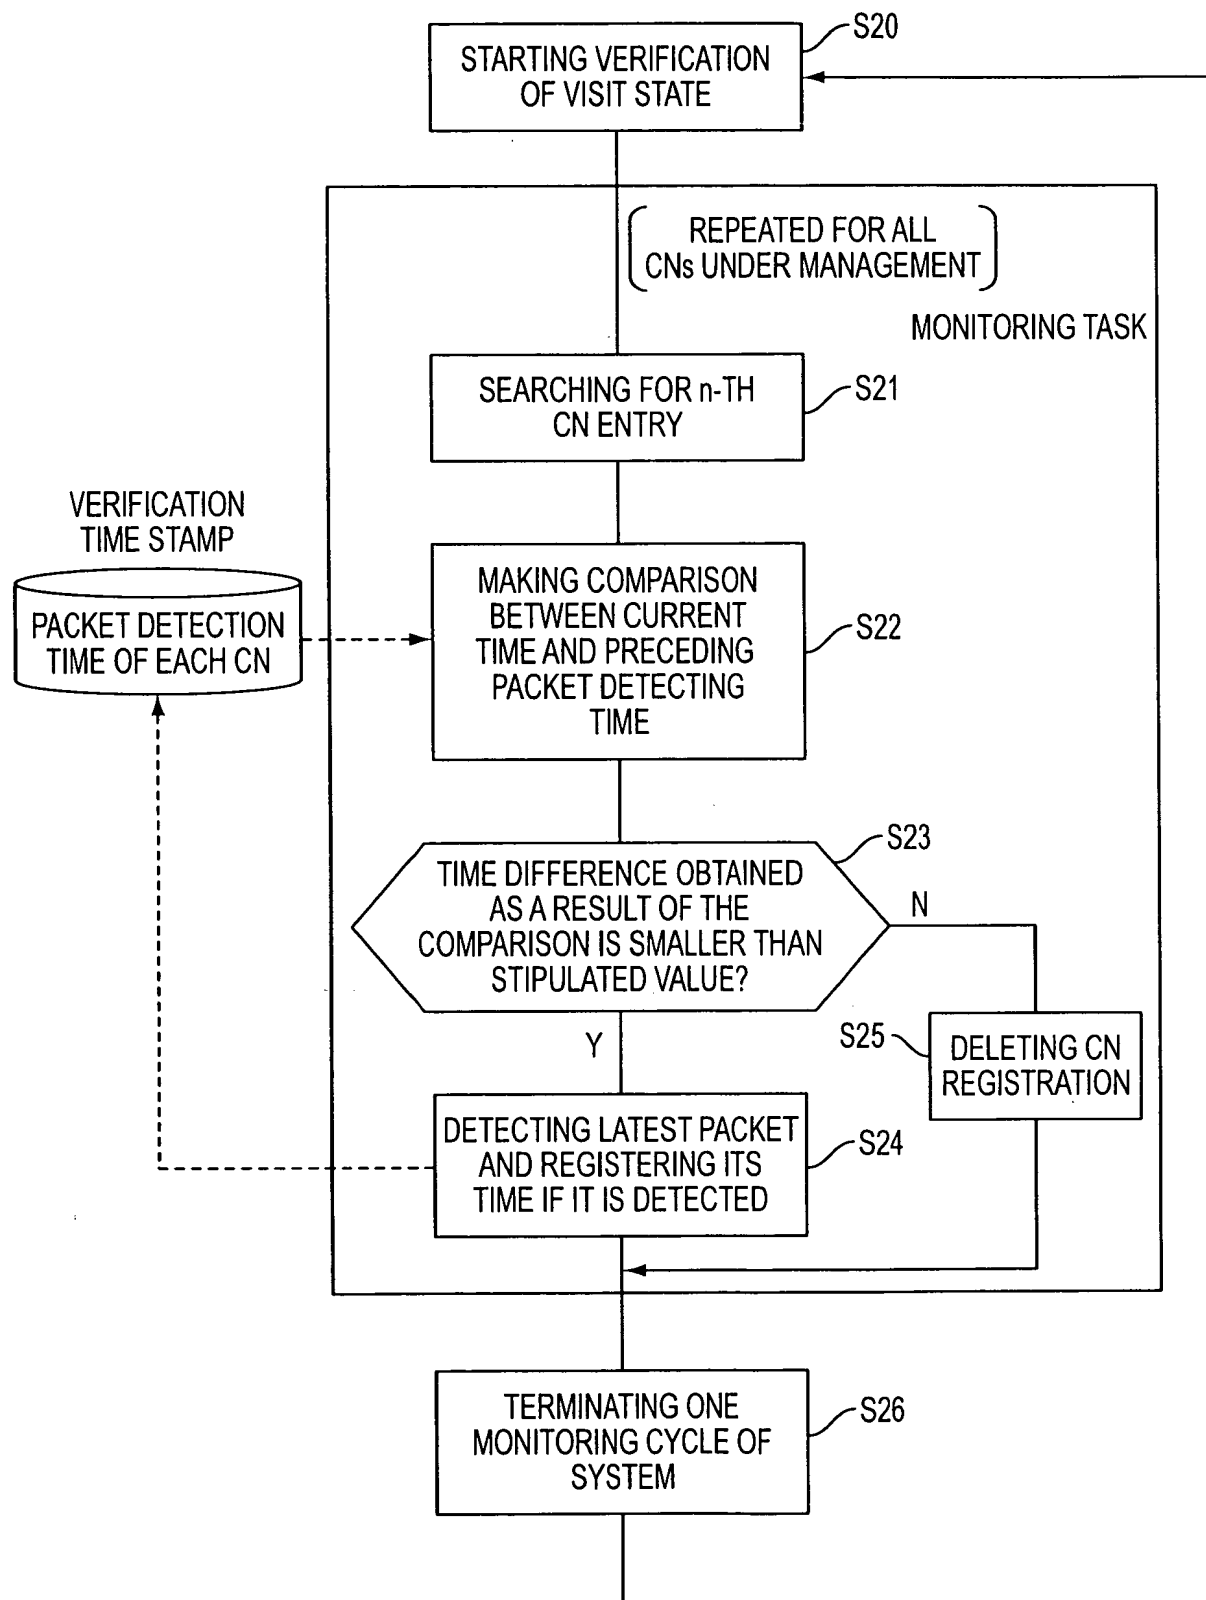 S20
STARTING VERIFICATION
OF VISIT STATE
REPEATED FOR ALL
CNs UNDER MANAGEMENT
MONITORING TASK
SEARCHING FOR n-TH
CN ENTRY
S21
VERIFICATION
TIME STAMP
PACKET DETECTION
TIME OF EACH CN
MAKING COMPARISON
BETWEEN CURRENT
TIME AND PRECEDING
PACKET DETECTING
TIME
S22
S23
TIME DIFFERENCE OBTAINED
AS A RESULT OF THE
COMPARISON IS SMALLER THAN
STIPULATED VALUE?
N
Y
S25
DELETING CN
REGISTRATION
DETECTING LATEST PACKET
AND REGISTERING ITS
TIME IF IT IS DETECTED
S24
TERMINATING ONE
MONITORING CYCLE OF
SYSTEM
S26